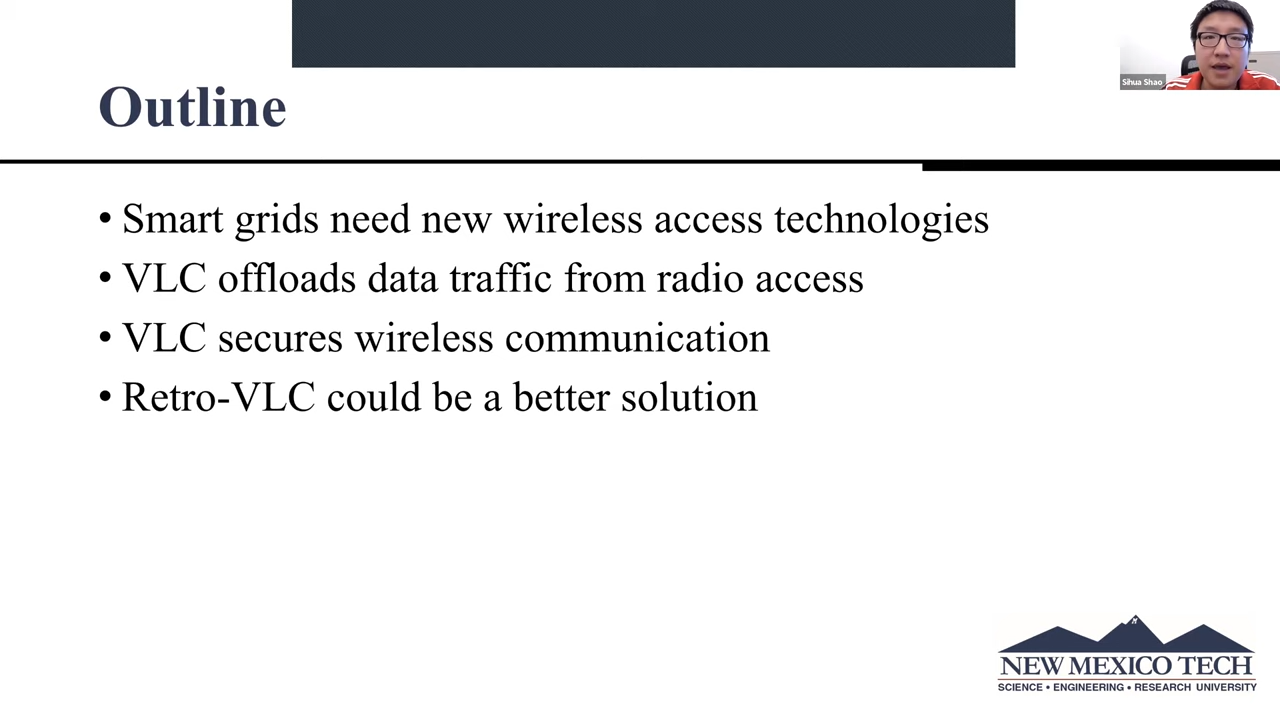 Sihua Shao
Outline
• Smart grids need new wireless access technologies
• VLC offloads data traffic from radio access
• VLC secures wireless communication
• Retro-VLC could be a better solution
NEW MEXICO TECH
SCIENCE • ENGINEERING • RESEARCH UNIVERSITY